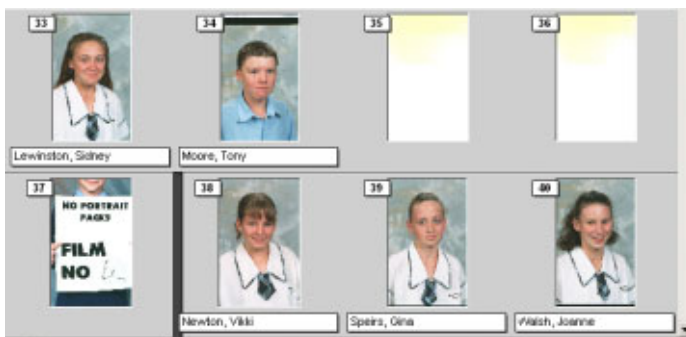 33
34
35
36
Lewinston, Sidney
Moore, Tony
37
38
39
40
NO PORTRAIT
PACKS
FILM
NO
Newton, Vikki
Speirs, Gina
Walsh, Joanne